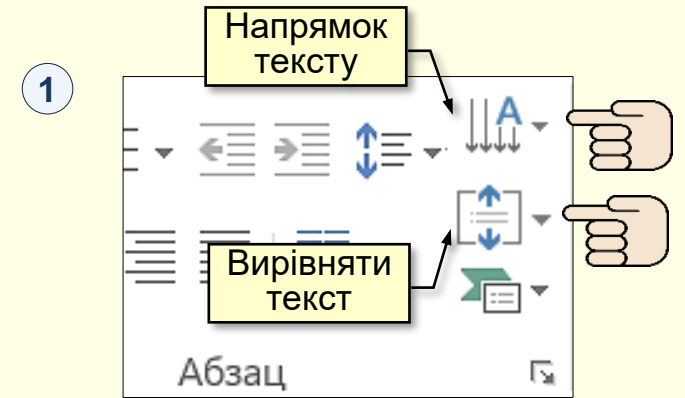 Напрямок
тексту
1
A
Вирівняти
текст
Абзац